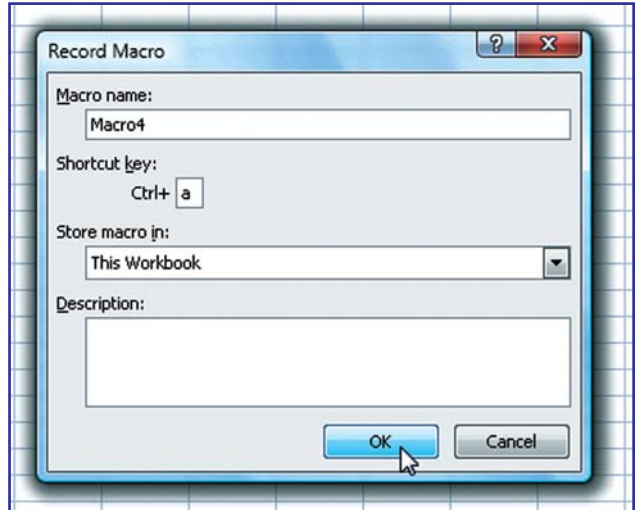 Record Macro
Macro name:
Macro4
Shortcut key:
Ctrl+ a
Store macro in:
This Workbook
Description:
OK Cancel